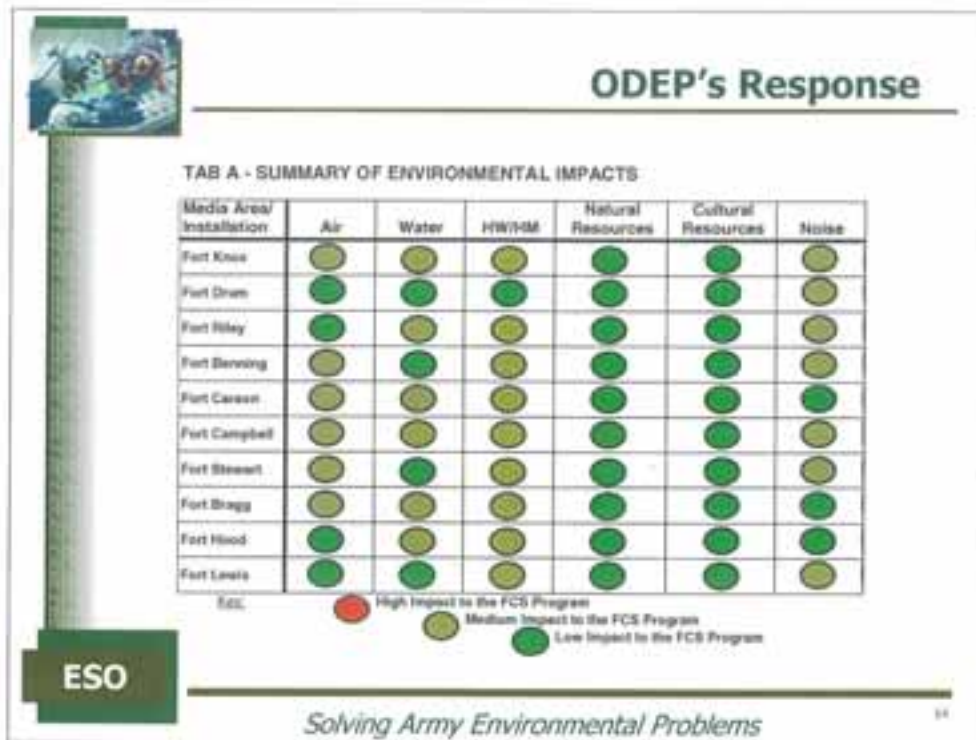 ODEP's Response
TAB A - SUMMARY OF ENVIRONMENTAL IMPACTS
Media Area/ Installation Air Water HW/HM Natural Resources Cultural Resources Noise
Fort Knox
Fort Drum
Fort Riley
Fort Benning
Fort Carson
Fort Campbell
Fort Stewart
Fort Bragg
Fort Hood
Fort Lewis
Key:
High Impact to the FCS Program
Medium Impact to the FCS Program
Low Impact to the FCS Program
ESO
Solving Army Environmental Problems